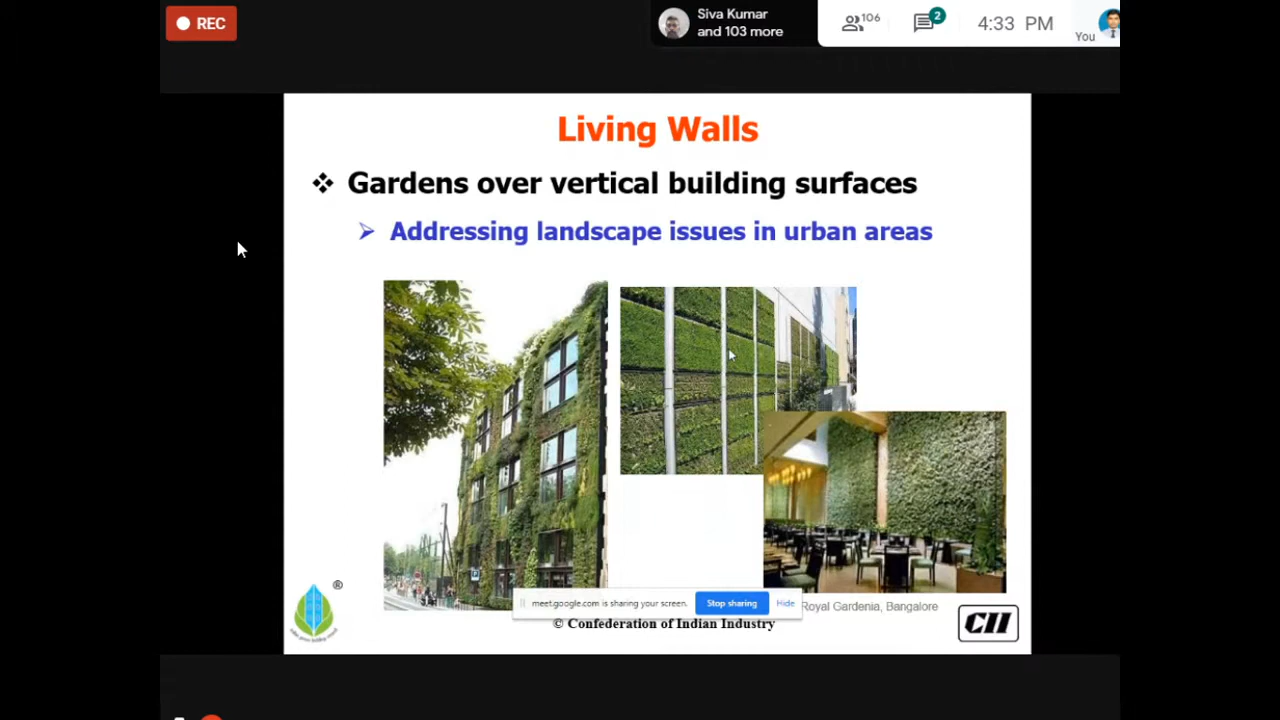 REC
Siva Kumar
and 103 more
106
2
4:33 PM
You
Living Walls
❖ Gardens over vertical building surfaces
➢ Addressing landscape issues in urban areas
®
meet.google.com is sharing your screen.
Stop sharing
Hide
Royal Gardenia, Bangalore
© Confederation of Indian Industry
CII